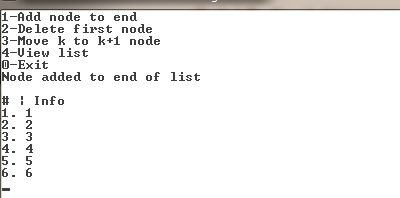 1-Add node to end
2-Delete first node
3-Move k to k+1 node
4-View list
0-Exit
Node added to end of list
# ¦ Info
1. 1
2. 2
3. 3
4. 4
5. 5
6. 6